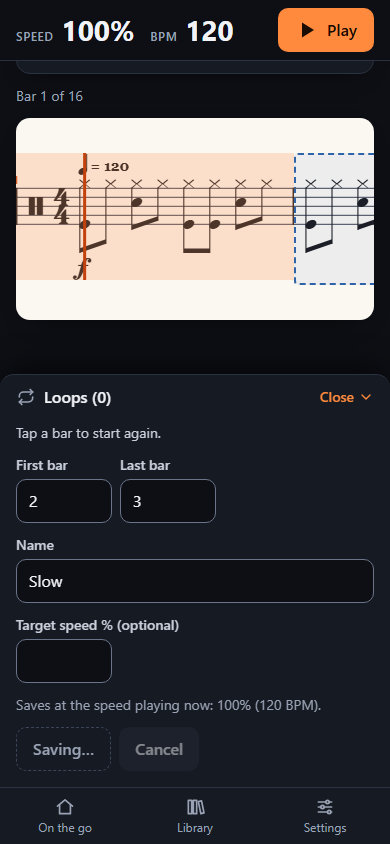 SPEED 100% BPM 120 Play
Bar 1 of 16
= 120
4
4
f
Loops (0) Close
Tap a bar to start again.
First bar Last bar
2 3
Name
Slow
Target speed % (optional)
Saves at the speed playing now: 100% (120 BPM).
Saving... Cancel
On the go Library Settings